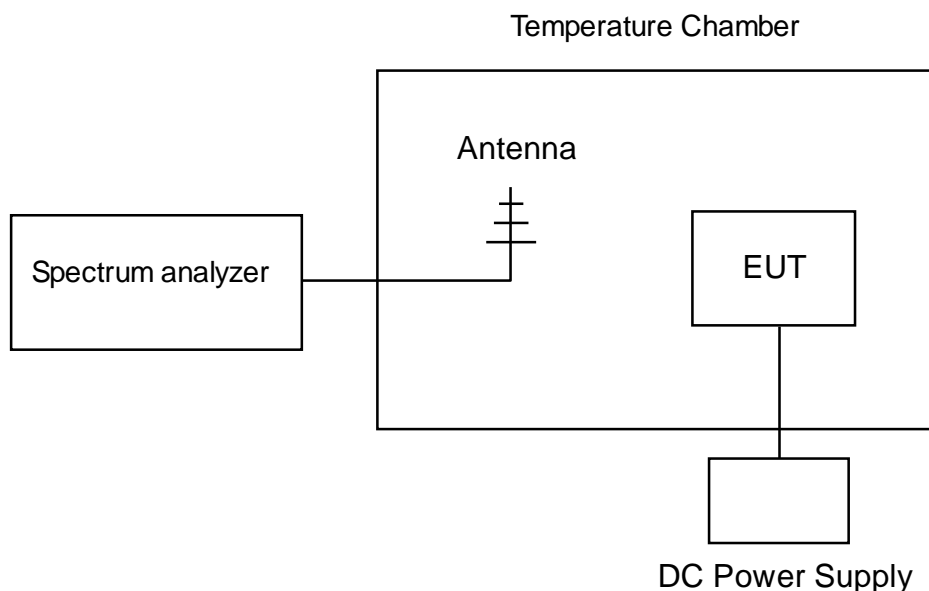 Temperature Chamber
Antenna
Spectrum analyzer
EUT
DC Power Supply